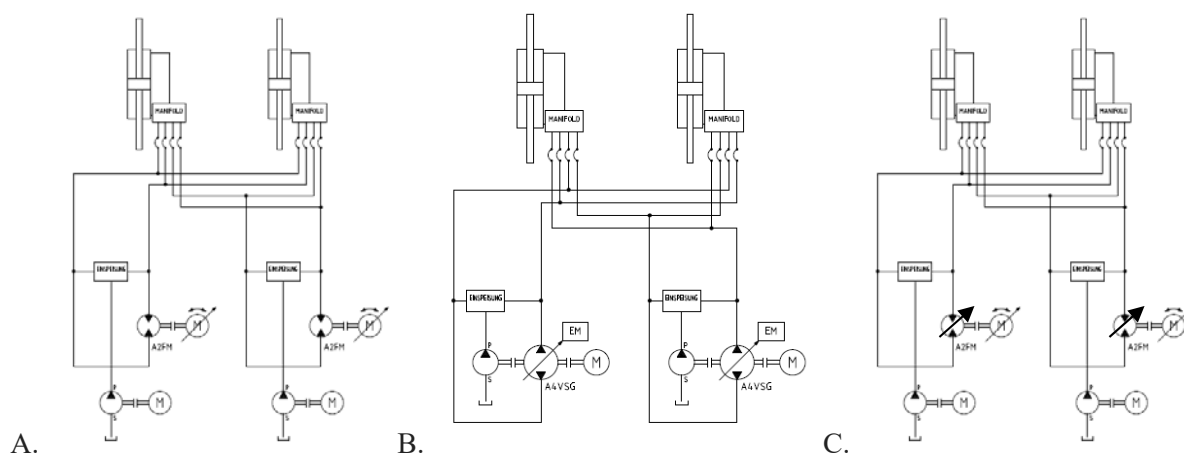 MANIFOLD
MANIFOLD
EINSPEISUNG
EINSPEISUNG
M
M
A2FM
A2FM
P
P
M
M
S
S
A.
MANIFOLD
MANIFOLD
EINSPEISUNG
EINSPEISUNG
EM
EM
P
P
M
M
S
S
A4VSG
A4VSG
B.
MANIFOLD
MANIFOLD
EINSPEISUNG
EINSPEISUNG
M
M
A2FM
A2FM
P
P
M
M
S
S
C.